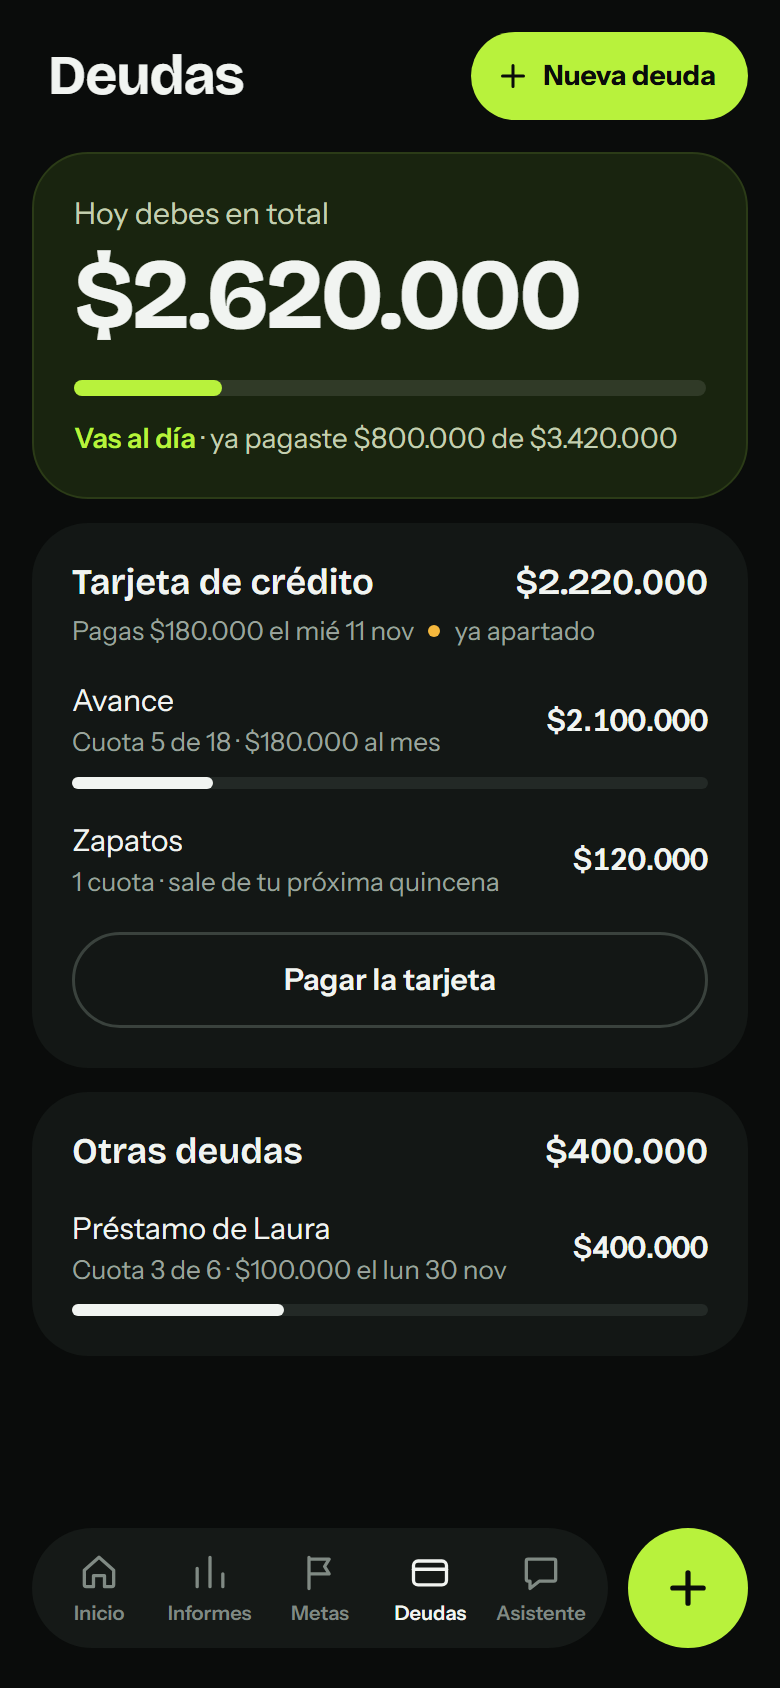 Deudas
+ Nueva deuda
Hoy debes en total
$2.620.000
Vas al día · ya pagaste $800.000 de $3.420.000
Tarjeta de crédito $2.220.000
Pagas $180.000 el mié 11 nov ● ya apartado
Avance
$2.100.000
Cuota 5 de 18 · $180.000 al mes
Zapatos
$120.000
1 cuota · sale de tu próxima quincena
Pagar la tarjeta
Otras deudas $400.000
Préstamo de Laura
$400.000
Cuota 3 de 6 · $100.000 el lun 30 nov
Inicio Informes Metas Deudas Asistente